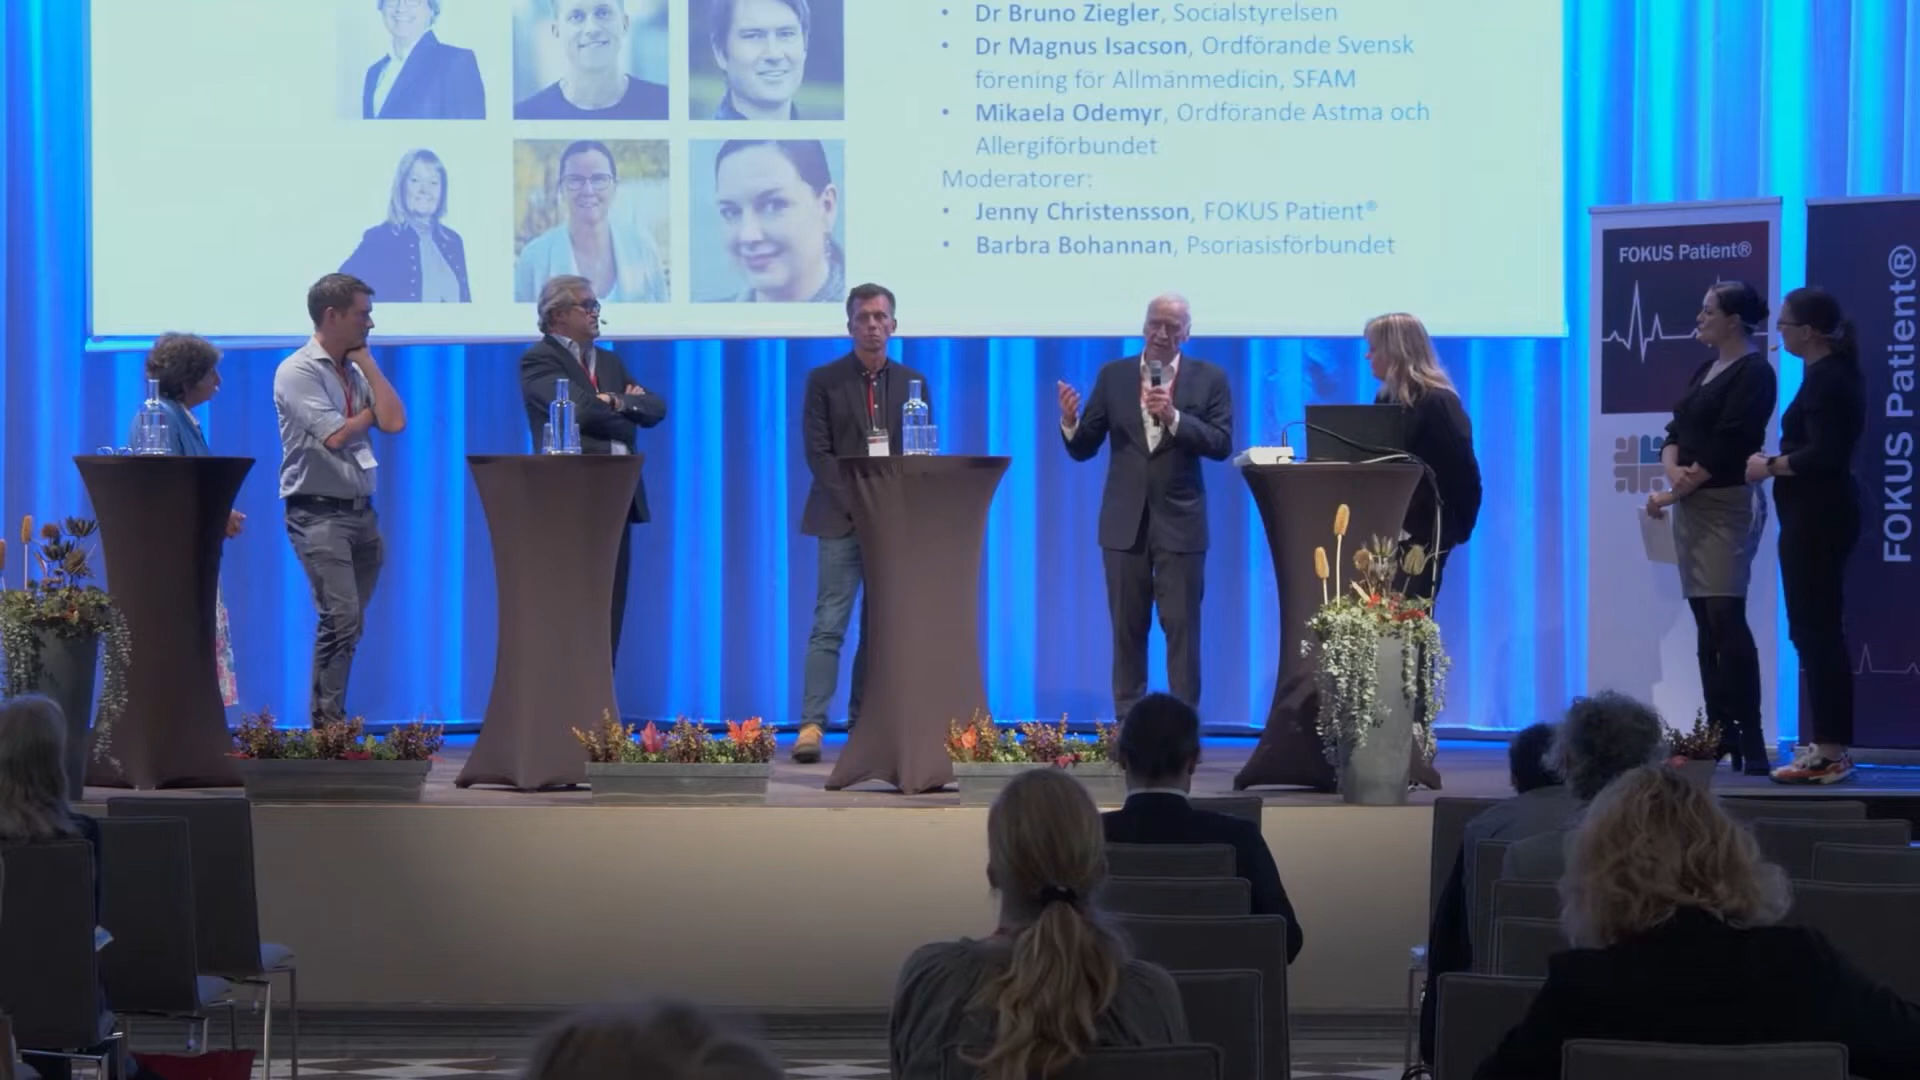 • Dr Bruno Ziegler, Socialstyrelsen
• Dr Magnus Isacson, Ordförande Svensk
förening för Allmänmedicin, SFAM
• Mikaela Odemyr, Ordförande Astma och
Allergiförbundet
Moderatorer:
• Jenny Christensson, FOKUS Patient®
• Barbra Bohannan, Psoriasisförbundet
FOKUS Patient®
FOKUS Patient®